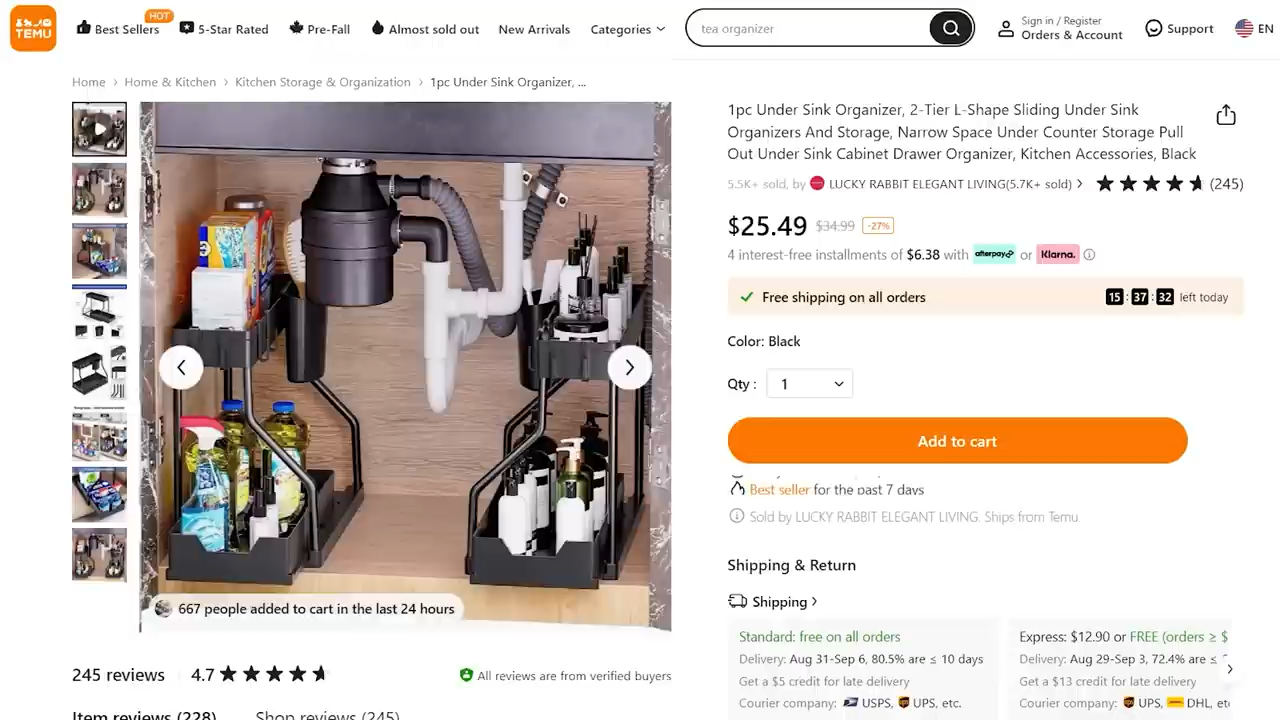 TEMU
Best Sellers
HOT
5-Star Rated
Pre-Fall
Almost sold out
New Arrivals
Categories
tea organizer
Sign in / Register
Orders & Account
Support
EN
Home > Home & Kitchen > Kitchen Storage & Organization > 1pc Under Sink Organizer, ...
1pc Under Sink Organizer, 2-Tier L-Shape Sliding Under Sink
Organizers And Storage, Narrow Space Under Counter Storage Pull
Out Under Sink Cabinet Drawer Organizer, Kitchen Accessories, Black
5.5K+ sold, by LUCKY RABBIT ELEGANT LIVING(5.7K+ sold) > (245)
$25.49 $34.99 -27%
4 interest-free installments of $6.38 with afterpay or Klarna.
Free shipping on all orders 15 : 37 : 32 left today
Color: Black
Qty : 1
Add to cart
Best seller for the past 7 days
Sold by LUCKY RABBIT ELEGANT LIVING. Ships from Temu.
Shipping & Return
Shipping >
Standard: free on all orders
Delivery: Aug 31-Sep 6, 80.5% are ≤ 10 days
Get a $5 credit for late delivery
Courier company: USPS, UPS, etc.
Express: $12.90 or FREE (orders ≥ $
Delivery: Aug 29-Sep 3, 72.4% are ≤
Get a $13 credit for late delivery
Courier company: UPS, DHL, et
667 people added to cart in the last 24 hours
245 reviews 4.7
All reviews are from verified buyers
Item reviews (228) Shop reviews (245)